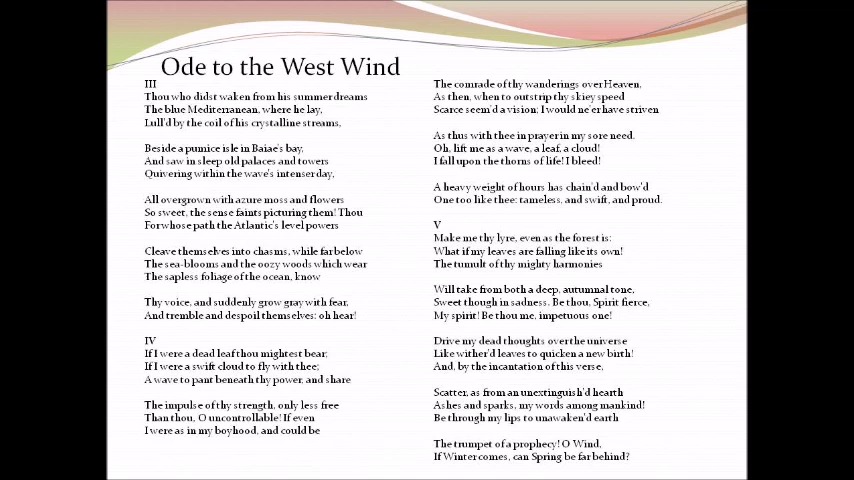 Ode to the West Wind
III
Thou who didst waken from his summer dreams
The blue Mediterranean, where he lay,
Lull'd by the coil of his crystalline streams,
Beside a pumice isle in Baiae's bay,
And saw in sleep old palaces and towers
Quivering within the wave's intenser day,
All overgrown with azure moss and flowers
So sweet, the sense faints picturing them! Thou
For whose path the Atlantic's level powers
Cleave themselves into chasms, while far below
The sea-blooms and the oozy woods which wear
The sapless foliage of the ocean, know
Thy voice, and suddenly grow gray with fear,
And tremble and despoil themselves: oh hear!
IV
If I were a dead leaf thou mightest bear;
If I were a swift cloud to fly with thee;
A wave to pant beneath thy power, and share
The impulse of thy strength, only less free
Than thou, O uncontrollable! If even
I were as in my boyhood, and could be
The comrade of thy wanderings over Heaven,
As then, when to outstrip thy skiey speed
Scarce seem'd a vision; I would ne'er have striven
As thus with thee in prayer in my sore need.
Oh, lift me as a wave, a leaf, a cloud!
I fall upon the thorns of life! I bleed!
A heavy weight of hours has chain'd and bow'd
One too like thee: tameless, and swift, and proud.
V
Make me thy lyre, even as the forest is:
What if my leaves are falling like its own!
The tumult of thy mighty harmonies
Will take from both a deep, autumnal tone,
Sweet though in sadness. Be thou, Spirit fierce,
My spirit! Be thou me, impetuous one!
Drive my dead thoughts over the universe
Like wither'd leaves to quicken a new birth!
And, by the incantation of this verse,
Scatter, as from an unextinguish'd hearth
Ashes and sparks, my words among mankind!
Be through my lips to unawaken'd earth
The trumpet of a prophecy! O Wind,
If Winter comes, can Spring be far behind?